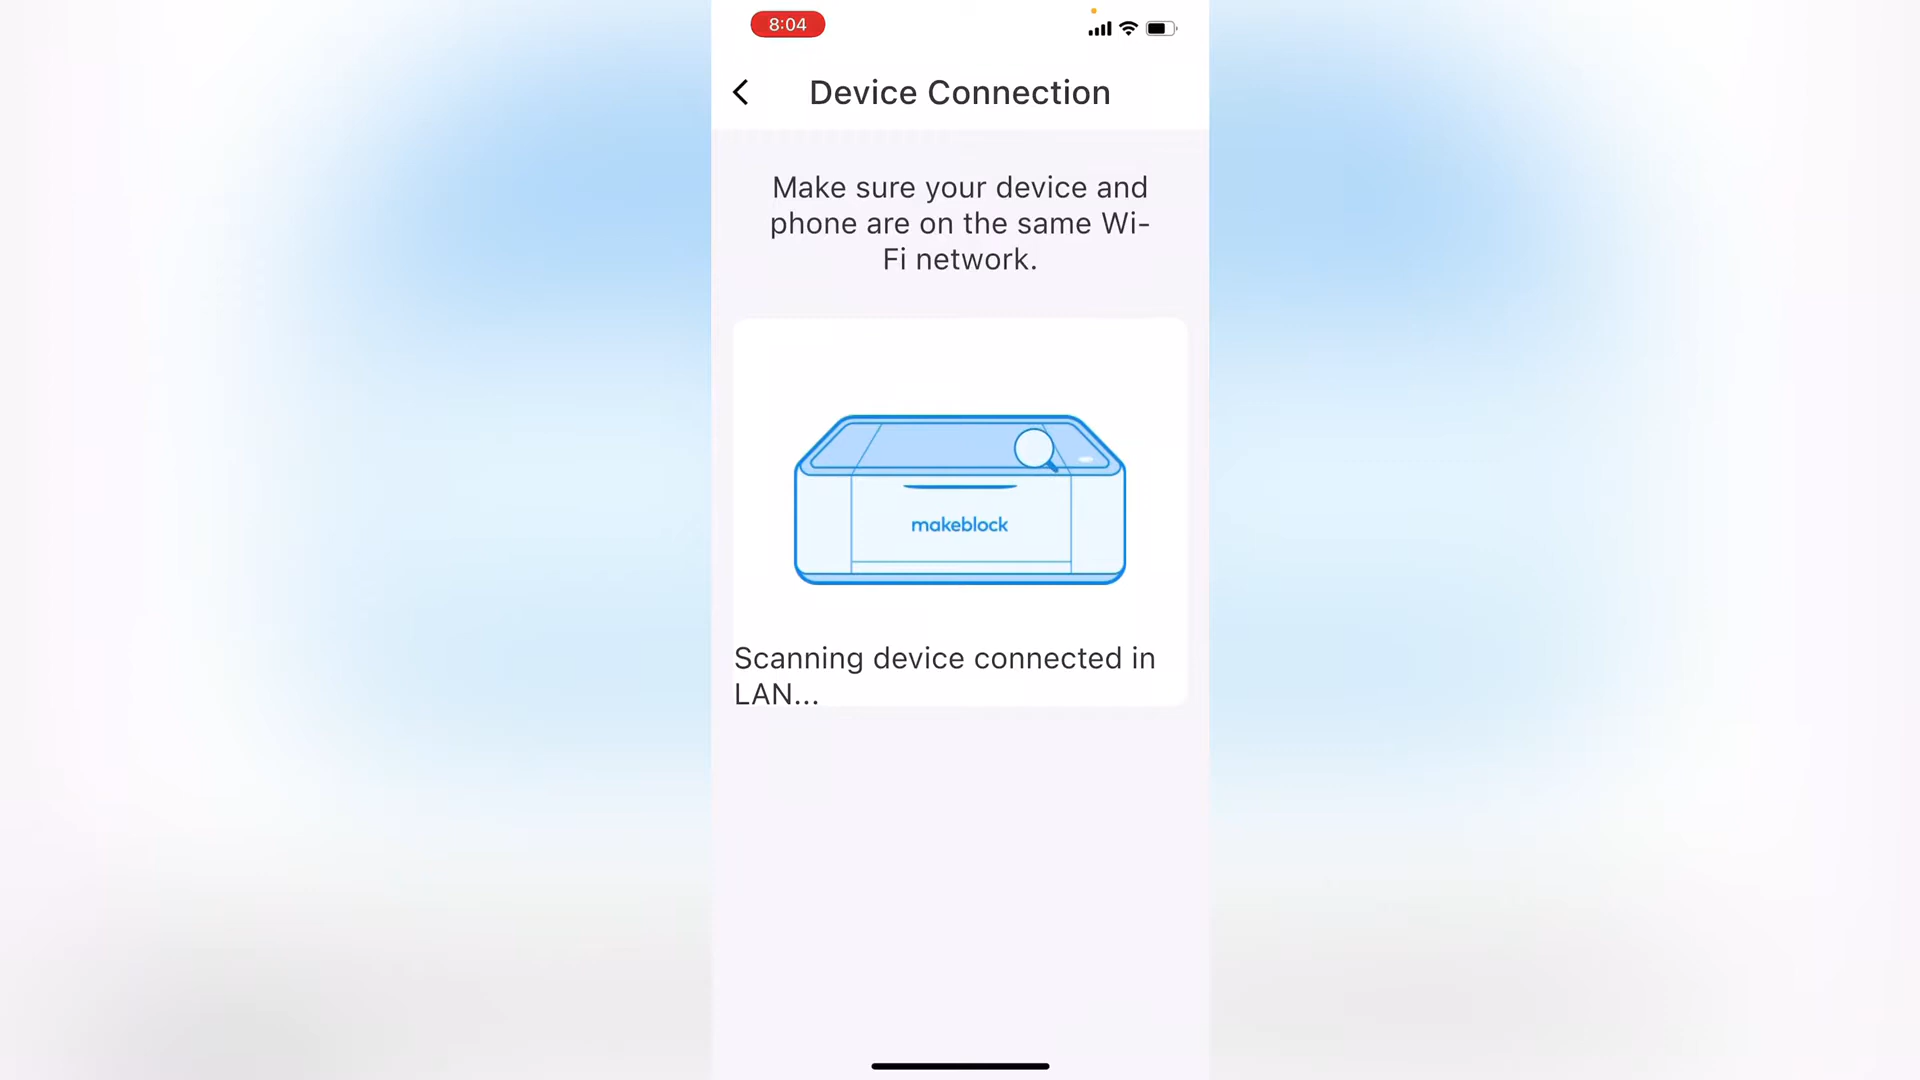 8:04
Device Connection
Make sure your device and
phone are on the same Wi-
Fi network.
makeblock
Scanning device connected in
LAN...